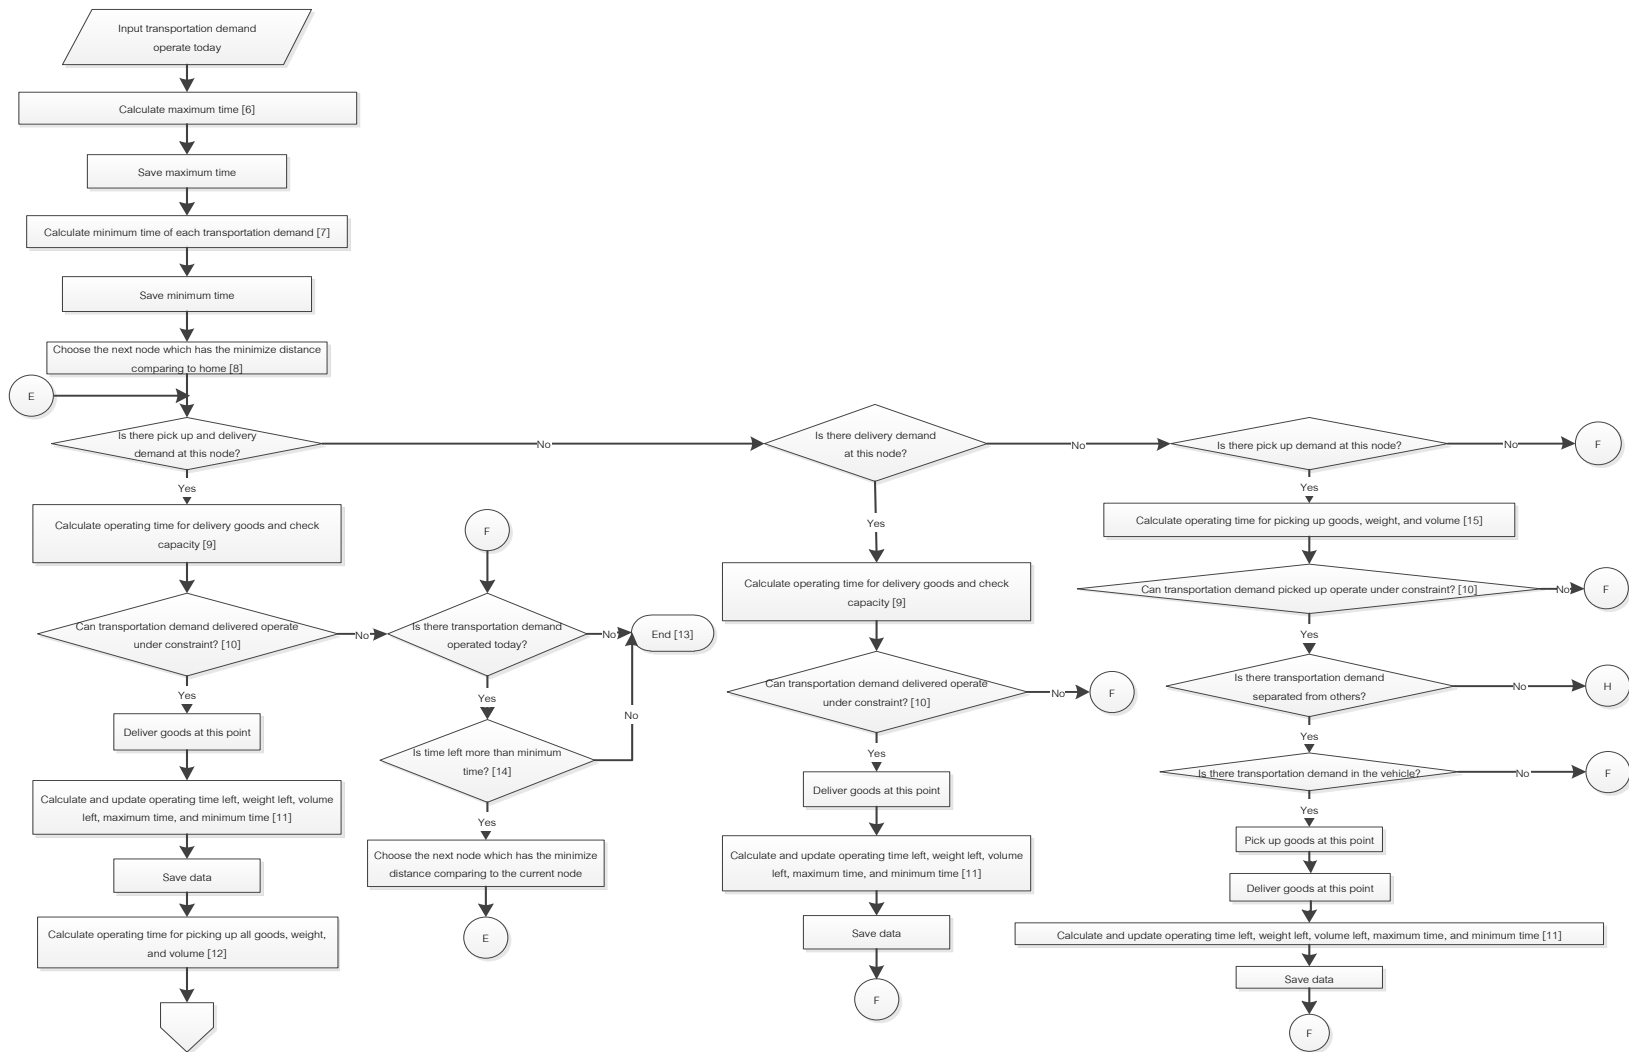 Input transportation demand
operate today
Calculate maximum time [6]
Save maximum time
Calculate minimum time of each transportation demand [7]
Save minimum time
Choose the next node which has the minimize distance
comparing to home [8]
E
Is there pick up and delivery
demand at this node?
No
Yes
Calculate operating time for delivery goods and check
capacity [9]
Can transportation demand delivered operate
under constraint? [10]
No
Yes
Deliver goods at this point
Calculate and update operating time left, weight left, volume
left, maximum time, and minimum time [11]
Save data
Calculate operating time for picking up all goods, weight,
and volume [12]
F
Is there transportation demand
operated today?
No
End [13]
Yes
Is time left more than minimum
time? [14]
No
Yes
Choose the next node which has the minimize
distance comparing to the current node
E
Is there delivery demand
at this node?
No
Yes
Calculate operating time for delivery goods and check
capacity [9]
Can transportation demand delivered operate
under constraint? [10]
No
F
Yes
Deliver goods at this point
Calculate and update operating time left, weight left, volume
left, maximum time, and minimum time [11]
Save data
F
Is there pick up demand at this node?
No
F
Yes
Calculate operating time for picking up goods, weight, and volume [15]
Can transportation demand picked up operate under constraint? [10]
No
F
Yes
Is there transportation demand
separated from others?
No
H
Yes
Is there transportation demand in the vehicle?
No
F
Yes
Pick up goods at this point
Deliver goods at this point
Calculate and update operating time left, weight left, volume left, maximum time, and minimum time [11]
Save data
F